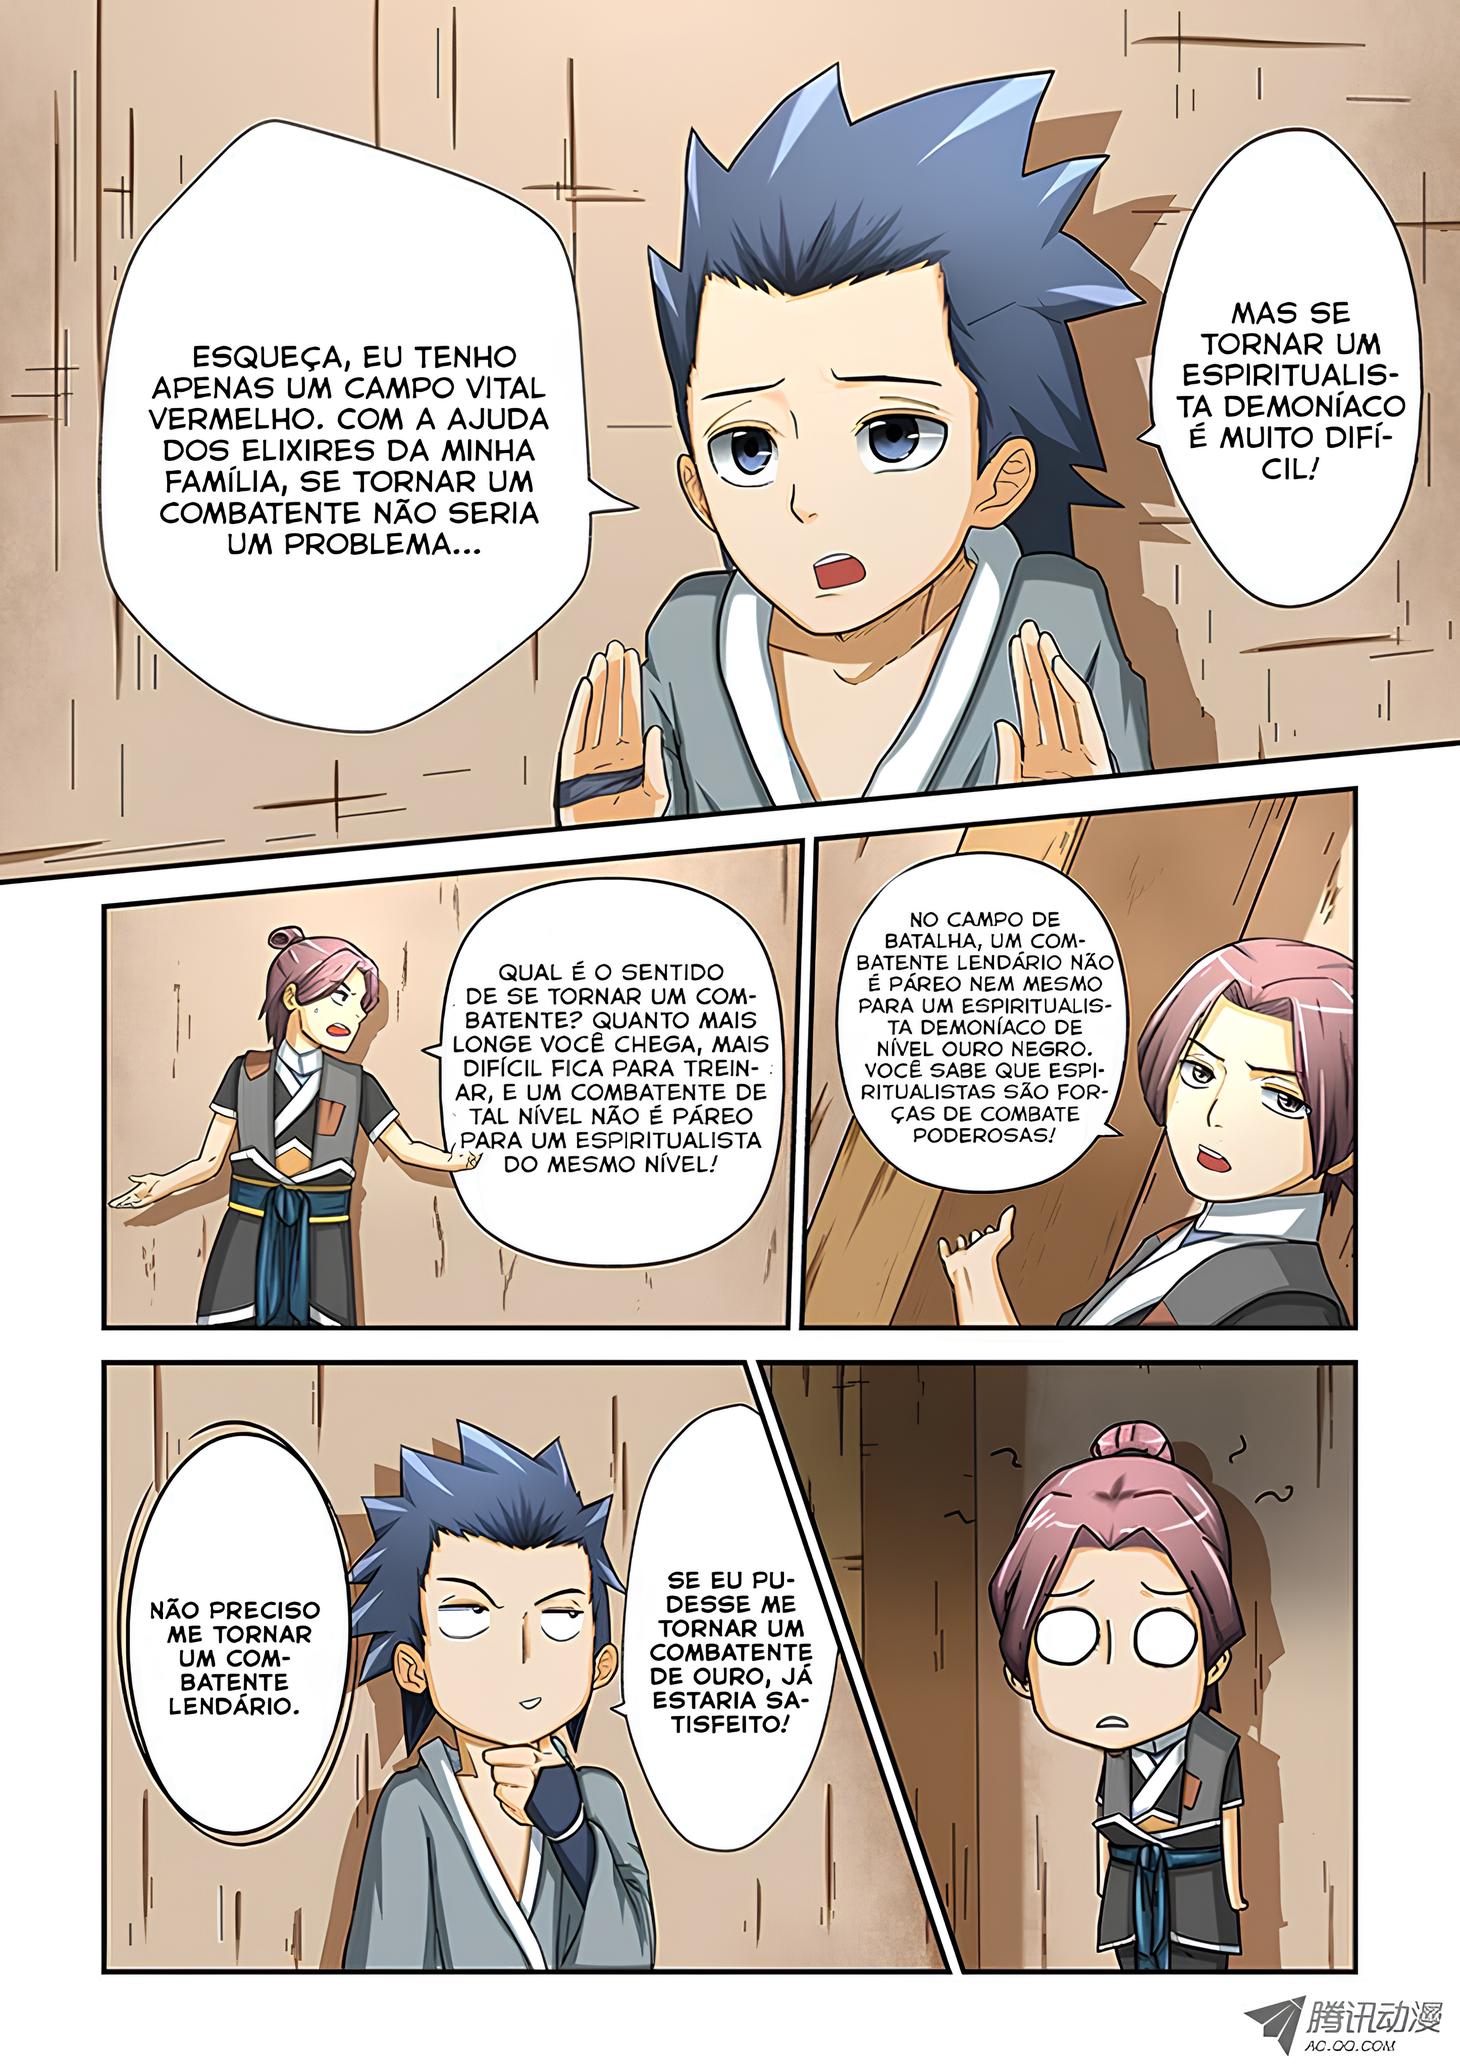 ESQUEÇA, EU TENHO
APENAS UM CAMPO VITAL
VERMELHO. COM A AJUDA
DOS ELIXIRES DA MINHA
FAMÍLIA, SE TORNAR UM
COMBATENTE NÃO SERIA
UM PROBLEMA...
MAS SE
TORNAR UM
ESPIRITUALIS-
TA DEMONÍACO
É MUITO DIFÍ-
CIL!
QUAL É O SENTIDO
DE SE TORNAR UM COM-
BATENTE? QUANTO MAIS
LONGE VOCÊ CHEGA, MAIS
DIFÍCIL FICA PARA TREIN-
AR, E UM COMBATENTE DE
TAL NÍVEL NÃO É PÁREO
PARA UM ESPIRITUALISTA
DO MESMO NÍVEL!
NO CAMPO DE
BATALHA, UM COM-
BATENTE LENDÁRIO NÃO
É PÁREO NEM MESMO
PARA UM ESPIRITUALIS-
TA DEMONÍACO DE
NÍVEL OURO NEGRO.
VOCÊ SABE QUE ESPI-
RITUALISTAS SÃO FOR-
ÇAS DE COMBATE
PODEROSAS!
NÃO PRECISO
ME TORNAR
UM COM-
BATENTE
LENDÁRIO.
SE EU PU-
DESSE ME
TORNAR UM
COMBATENTE
DE OURO, JÁ
ESTARIA SA-
TISFEITO!
腾讯动漫
AC.QQ.COM